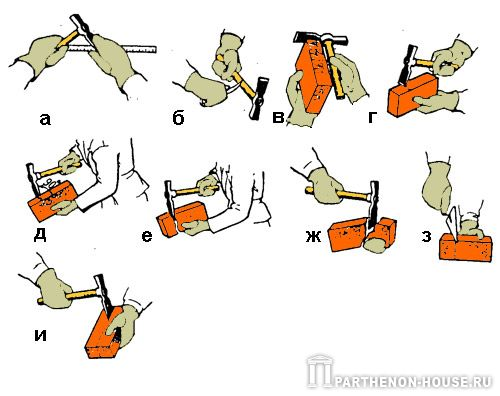 а
б
в
г
д
е
ж
з
и
PARTHENON-HOUSE.RU